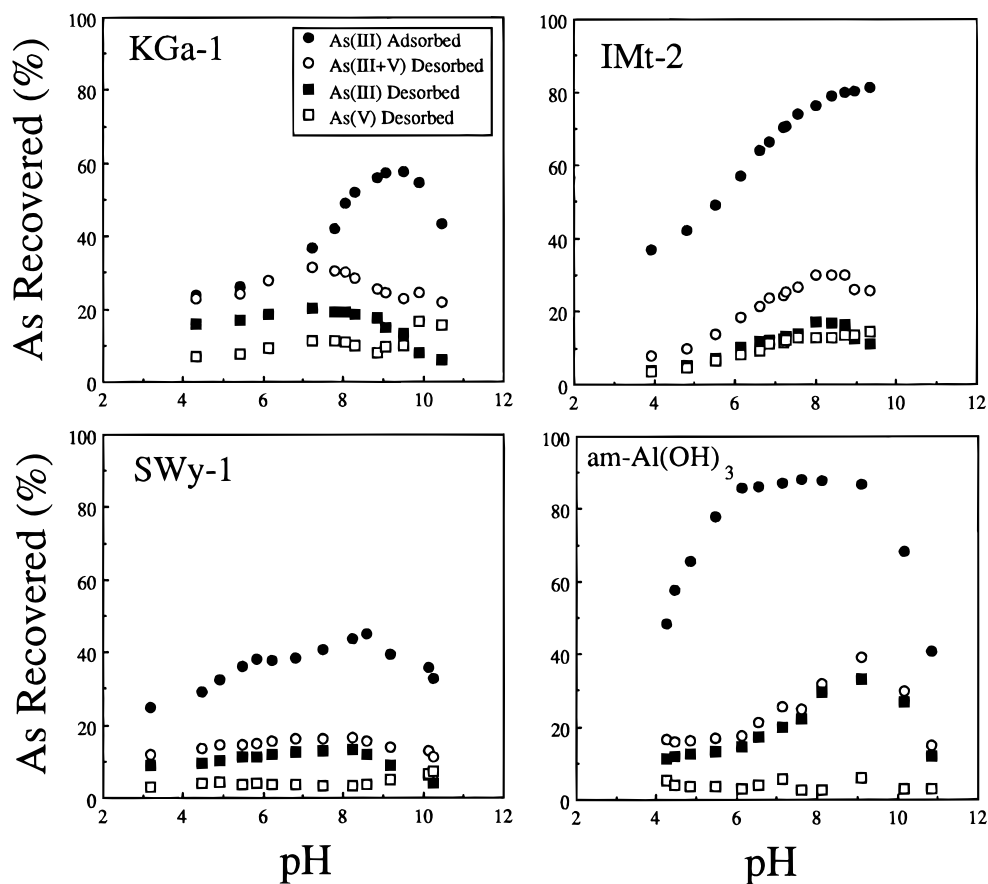 As Recovered (%)
100
80
60
40
20
0
KGa-1
As(III) Adsorbed
As(III+V) Desorbed
As(III) Desorbed
As(V) Desorbed
2 4 6 8 10 12
100
80
60
40
20
0
IMt-2
2 4 6 8 10 12
As Recovered (%)
100
80
60
40
20
0
SWy-1
2 4 6 8 10 12
pH
100
80
60
40
20
0
am-Al(OH)3
2 4 6 8 10 12
pH